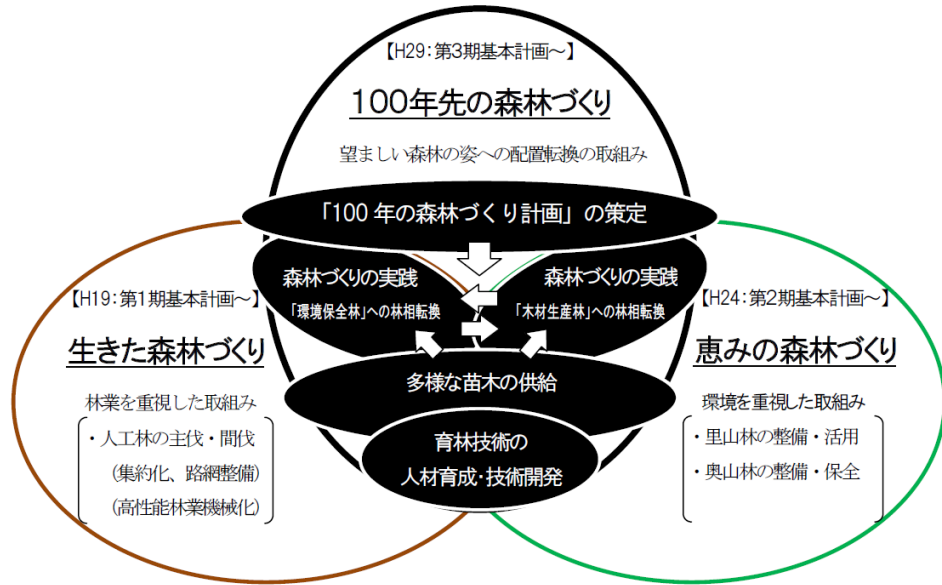 【H29：第3期基本計画～】
100年先の森林づくり
望ましい森林の姿への配置転換の取組み
「100 年の森林づくり計画」の策定
森林づくりの実践
「環境保全林」への林相転換
森林づくりの実践
「木材生産林」への林相転換
多様な苗木の供給
育林技術の
人材育成・技術開発
【H19：第1期基本計画～】
生きた森林づくり
林業を重視した取組み
・人工林の主伐・間伐
(集約化、路網整備)
(高性能林業機械化)
【H24：第2期基本計画～】
恵みの森林づくり
環境を重視した取組み
・里山林の整備・活用
・奥山林の整備・保全